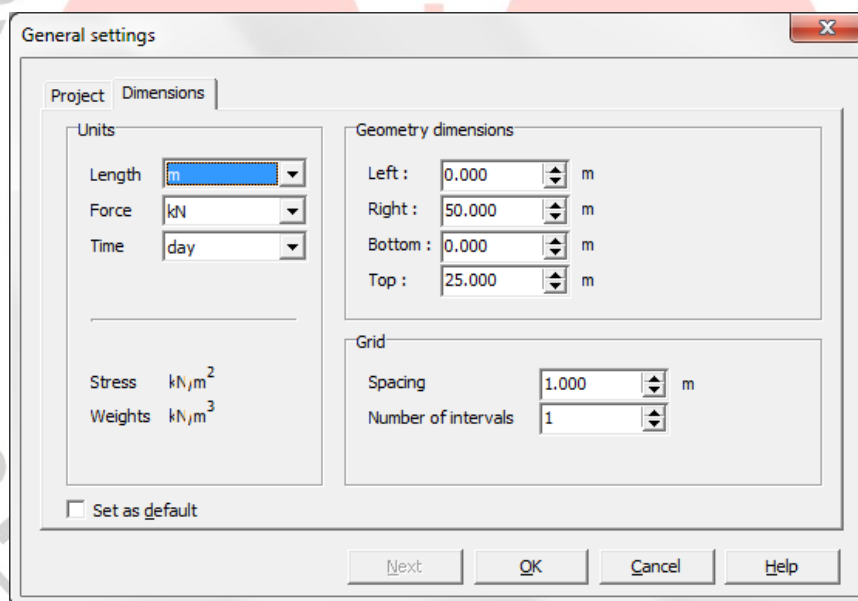 General settings
Project Dimensions
Units
Length m
Force kN
Time day
Stress kN/m²
Weights kN/m³
Set as default
Geometry dimensions
Left : 0.000 m
Right : 50.000 m
Bottom : 0.000 m
Top : 25.000 m
Grid
Spacing 1.000 m
Number of intervals 1
Next OK Cancel Help